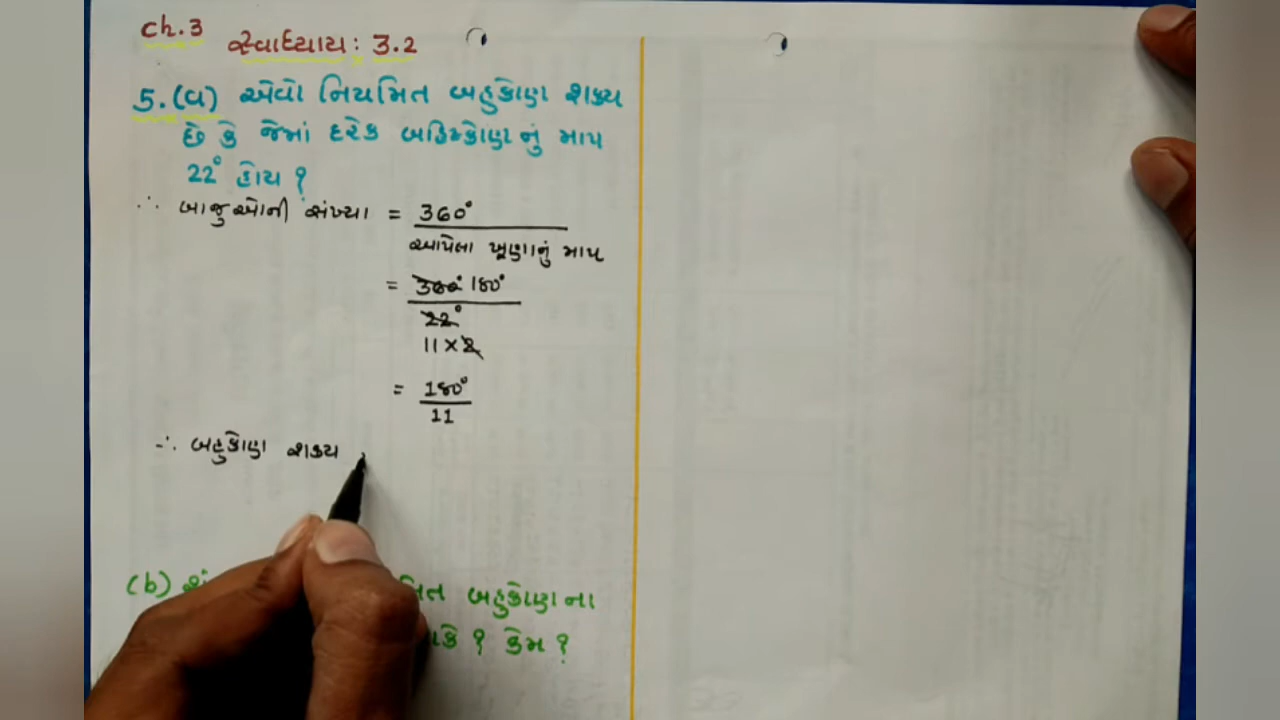 Ch.3 સ્વાધ્યાય: 3.2
5.(a) એવો નિયમિત બહુકોણ શક્ય
છે કે જેમાં દરેક બહિષ્કોણનું માપ
22° હોય ?
∴ બાજુઓની સંખ્યા = 360°
આપેલા ખૂણાનું માપ
= 360° 180°
22°
11 × 2
= 180°
11
∴ બહુકોણ શક્ય
(b) બહુકોણના
? કેમ ?